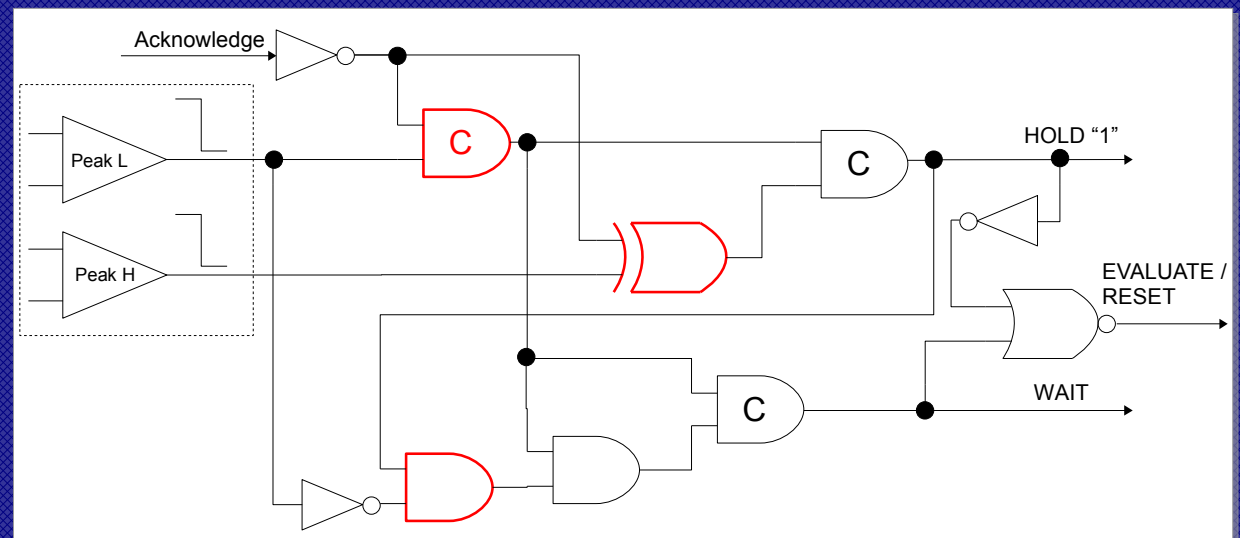 Acknowledge
Peak L
C
C
HOLD “1”
Peak H
EVALUATE /
RESET
C
WAIT